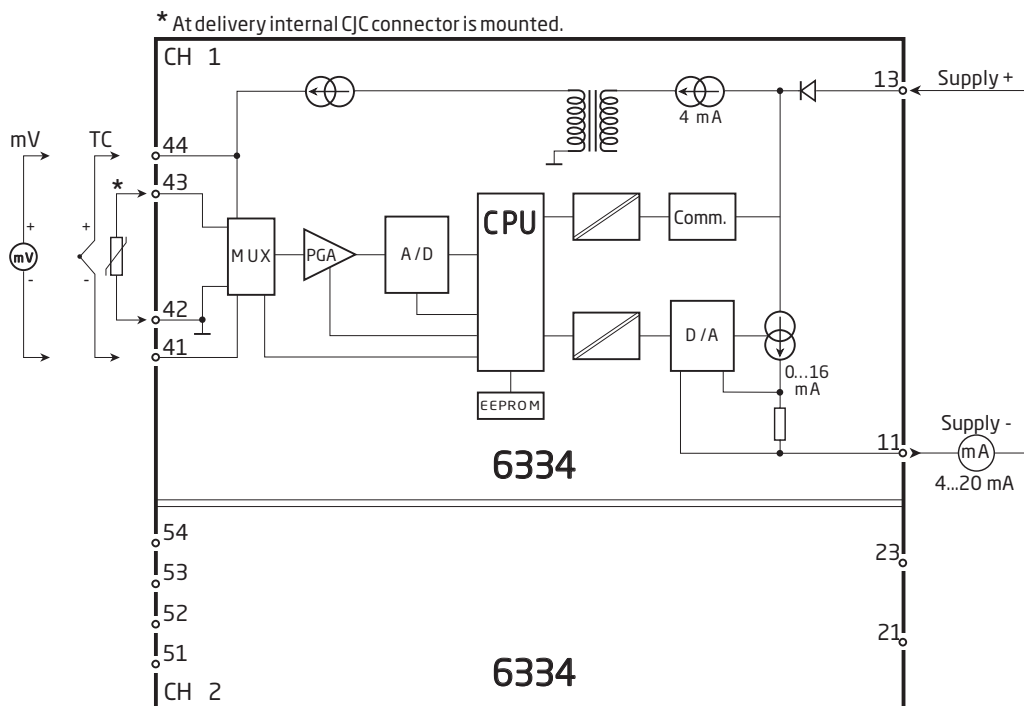 * At delivery internal CJC connector is mounted.
CH 1
13
Supply +
4 mA
mV
TC
44
*
43
+
+
mV
-
-
MUX
PGA
A/D
CPU
Comm.
42
41
D/A
0...16
mA
EEPROM
Supply -
11
mA
4...20 mA
6334
54
23
53
52
21
51
6334
CH 2